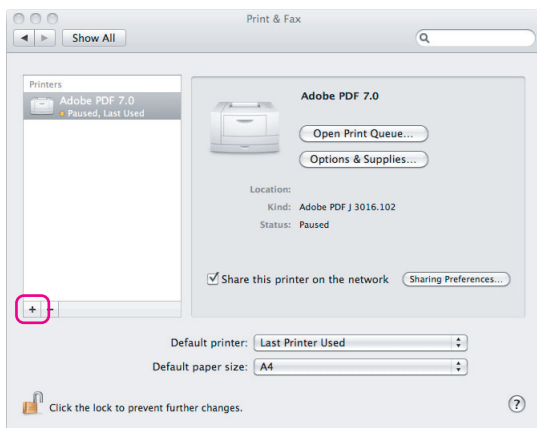 Print & Fax
Show All
Printers
Adobe PDF 7.0
Paused, Last Used
Adobe PDF 7.0
Open Print Queue...
Options & Supplies...
Location:
Kind: Adobe PDF J 3016.102
Status: Paused
Share this printer on the network Sharing Preferences...
+ −
Default printer: Last Printer Used
Default paper size: A4
Click the lock to prevent further changes. ?